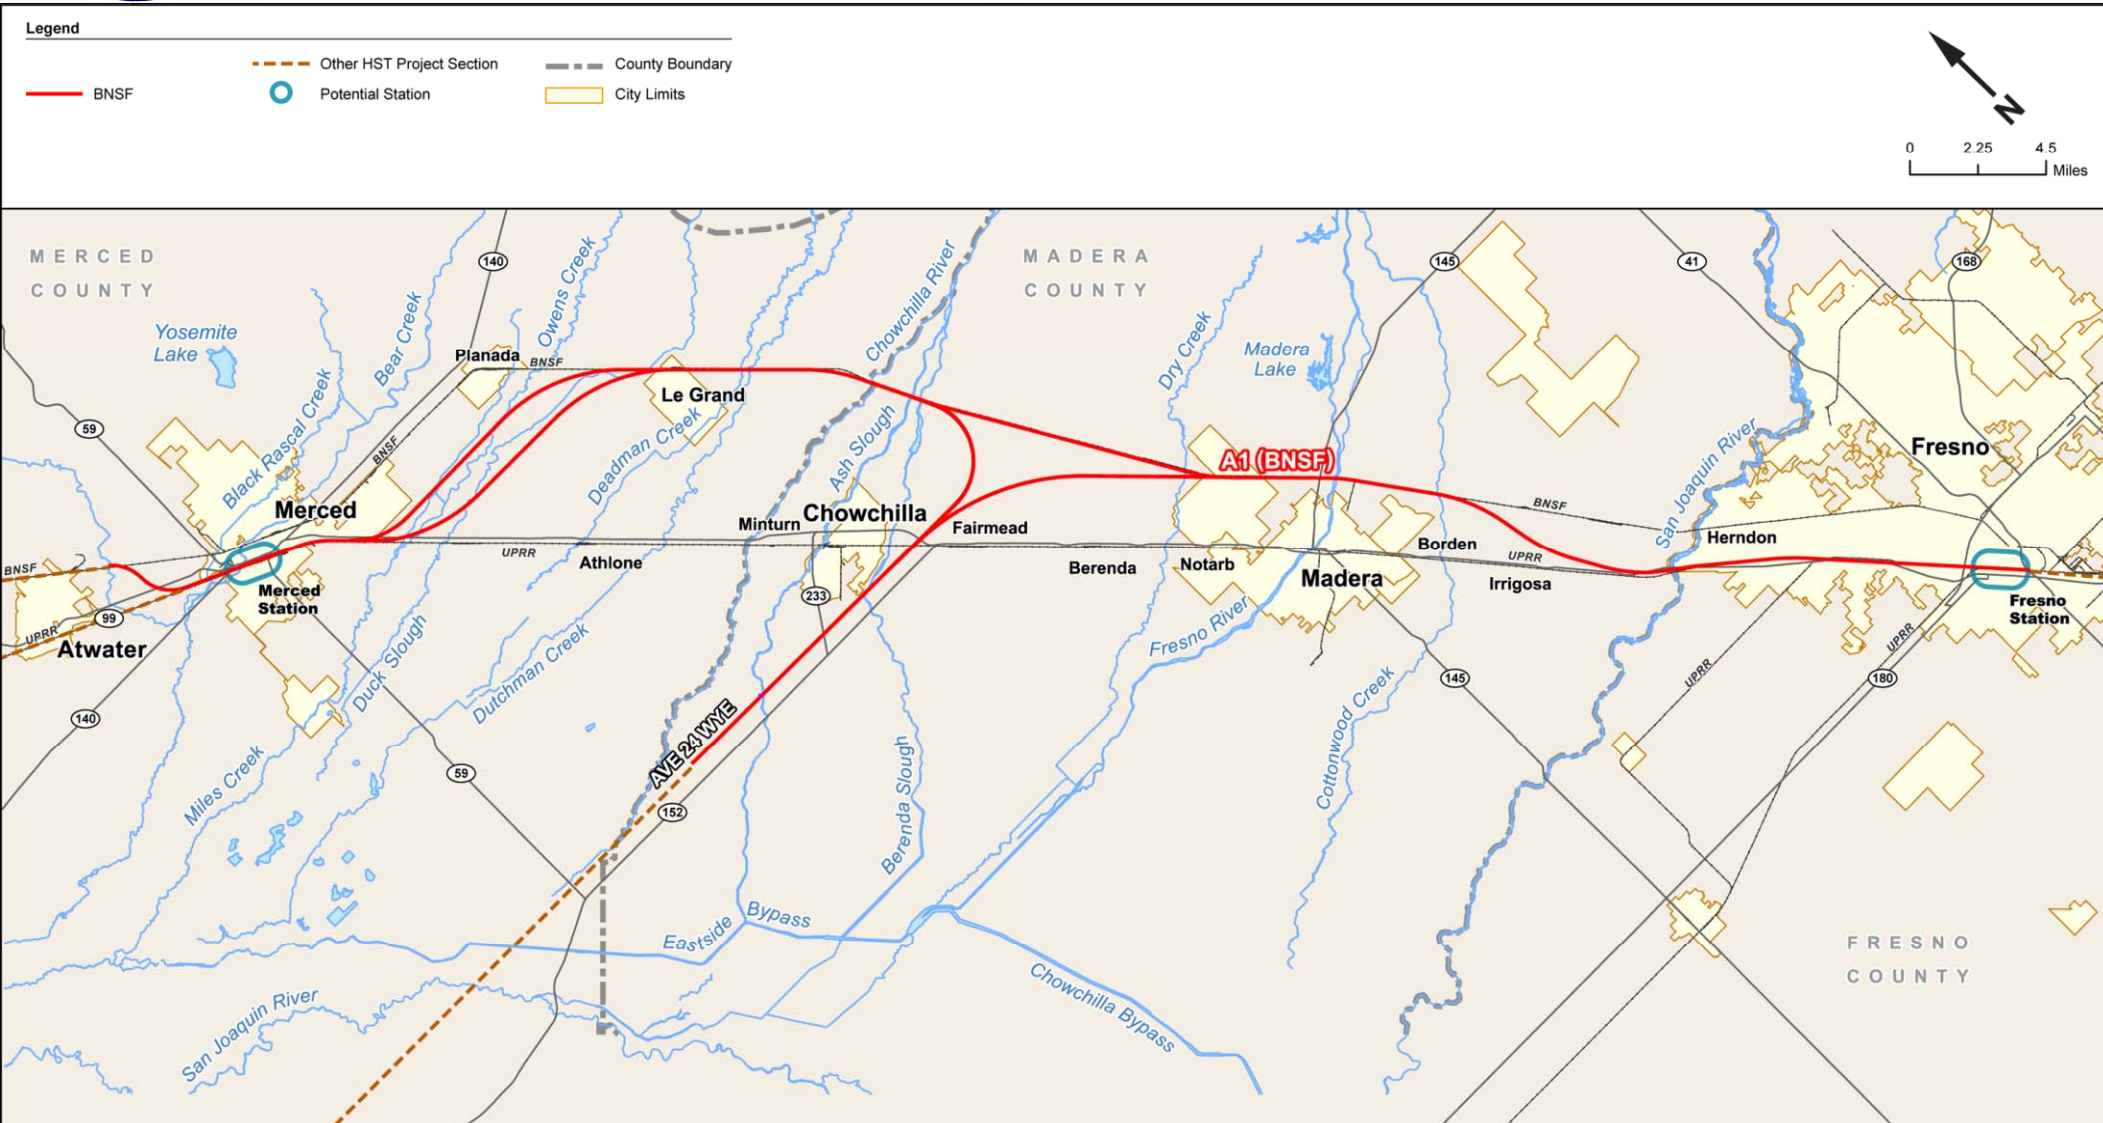 Legend
Other HST Project Section
County Boundary
BNSF
Potential Station
City Limits
N
0 2.25 4.5
Miles
MERCED
COUNTY
MADERA
COUNTY
140
145
41
168
Yosemite
Lake
Bear Creek
Owens Creek
Chowchilla River
Dry Creek
Madera
Lake
Planada
BNSF
Le Grand
59
Black Rascal Creek
BNSF
Deadman Creek
Ash Slough
A1 (BNSF)
San Joaquin River
Fresno
Merced
Minturn
Chowchilla
Fairmead
BNSF
Herndon
BNSF
UPRR
Athlone
Berenda
Notarb
Madera
Borden
UPRR
Irrigosa
Merced
Station
233
Fresno
Station
99
UPRR
Atwater
Duck Slough
Dutchman Creek
Fresno River
UPRR
UPRR
140
145
180
AVE 24 WYE
Cottonwood Creek
Miles Creek
59
152
Berenda Slough
Eastside
Bypass
FRESNO
COUNTY
San Joaquin River
Chowchilla Bypass